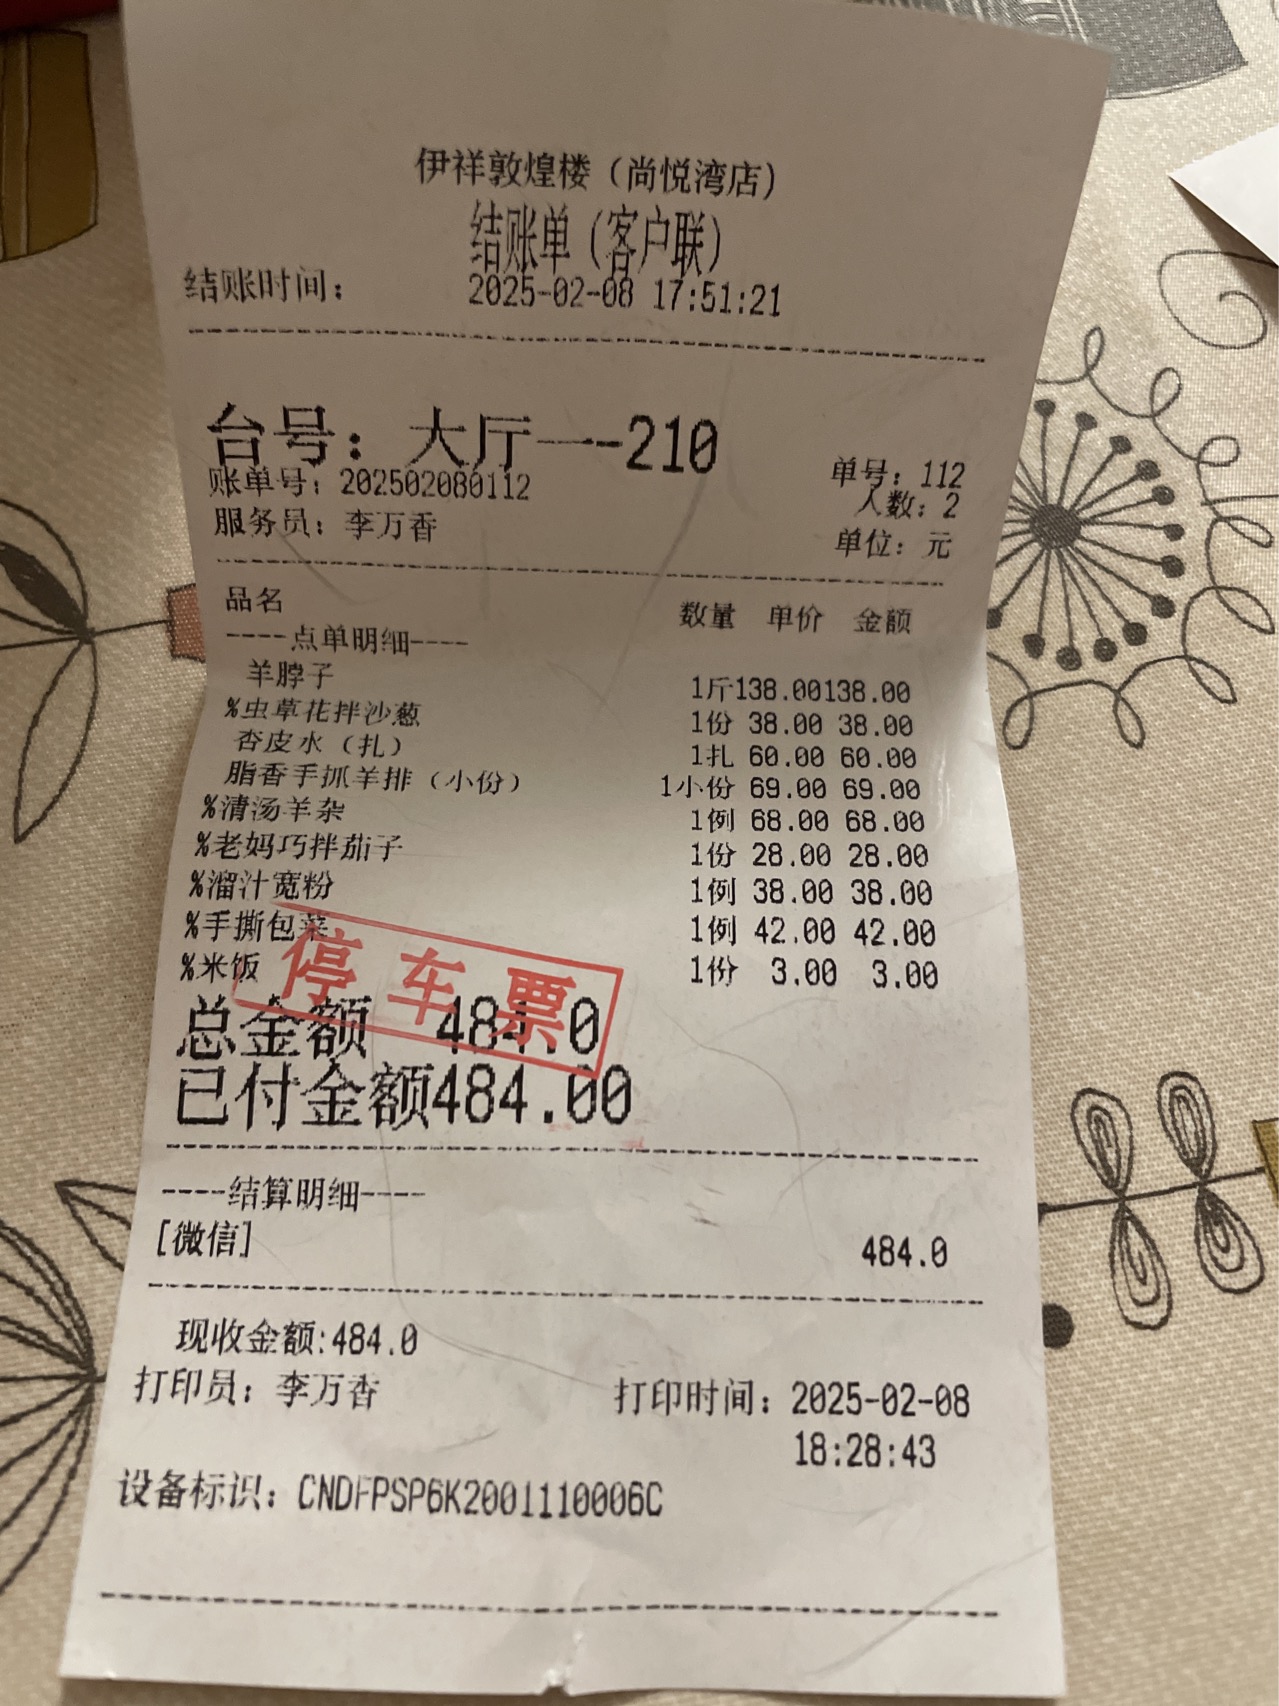 伊祥敦煌楼（尚悦湾店）
结账单（客户联）
结账时间： 2025-02-08 17:51:21
台号：大厅---210
账单号：202502080112 单号：112
人数：2
服务员：李万香 单位：元
品名 数量 单价 金额
----点单明细----
羊脖子 1斤138.00138.00
%虫草花拌沙葱 1份 38.00 38.00
杏皮水（扎） 1扎 60.00 60.00
脂香手抓羊排（小份） 1小份 69.00 69.00
%清汤羊杂 1例 68.00 68.00
%老妈巧拌茄子 1份 28.00 28.00
%溜汁宽粉 1例 38.00 38.00
%手撕包菜 1例 42.00 42.00
%米饭 1份 3.00 3.00
停车票
总金额 484.0
已付金额484.00
----结算明细----
[微信] 484.0
现收金额:484.0
打印员：李万香 打印时间：2025-02-08
18:28:43
设备标识：CNDFPSP6K2001110006C